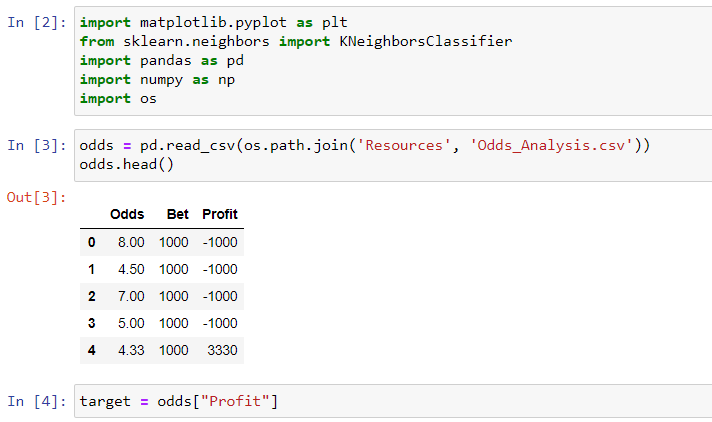 In [2]: import matplotlib.pyplot as plt
from sklearn.neighbors import KNeighborsClassifier
import pandas as pd
import numpy as np
import os
In [3]: odds = pd.read_csv(os.path.join('Resources', 'Odds_Analysis.csv'))
odds.head()
Out[3]:
Odds Bet Profit
0 8.00 1000 -1000
1 4.50 1000 -1000
2 7.00 1000 -1000
3 5.00 1000 -1000
4 4.33 1000 3330
In [4]: target = odds["Profit"]